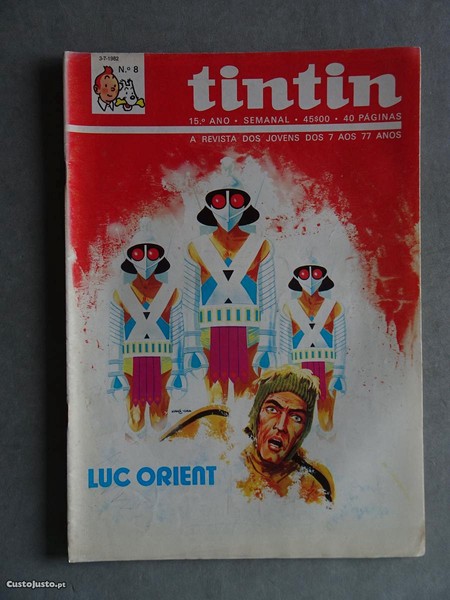 3-7-1982
N.º 8
tintin
15.º ANO • SEMANAL • 45$00 • 40 PÁGINAS
A REVISTA DOS JOVENS DOS 7 AOS 77 ANOS
LUC ORIENT
CustoJusto.pt